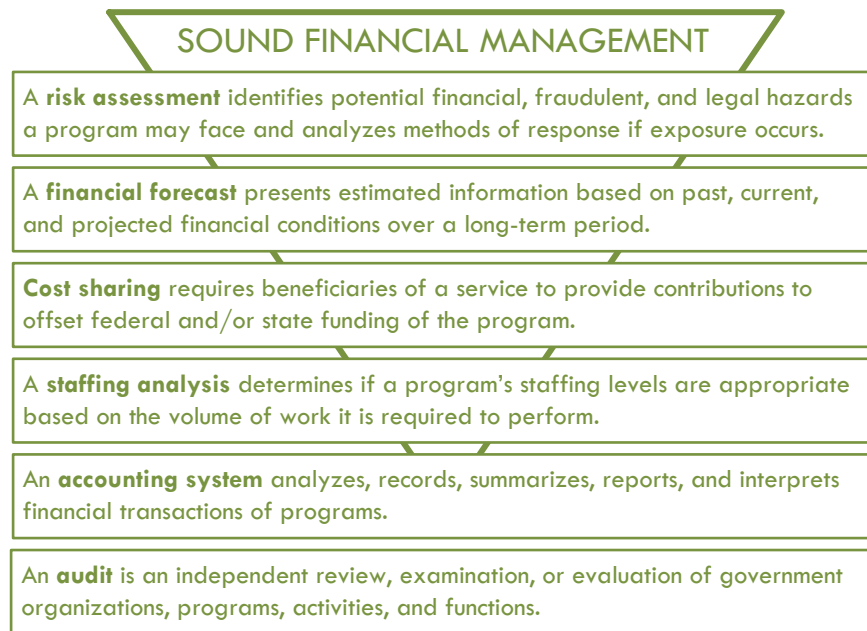 SOUND FINANCIAL MANAGEMENT
A risk assessment identifies potential financial, fraudulent, and legal hazards
a program may face and analyzes methods of response if exposure occurs.
A financial forecast presents estimated information based on past, current,
and projected financial conditions over a long-term period.
Cost sharing requires beneficiaries of a service to provide contributions to
offset federal and/or state funding of the program.
A staffing analysis determines if a program's staffing levels are appropriate
based on the volume of work it is required to perform.
An accounting system analyzes, records, summarizes, reports, and interprets
financial transactions of programs.
An audit is an independent review, examination, or evaluation of government
organizations, programs, activities, and functions.